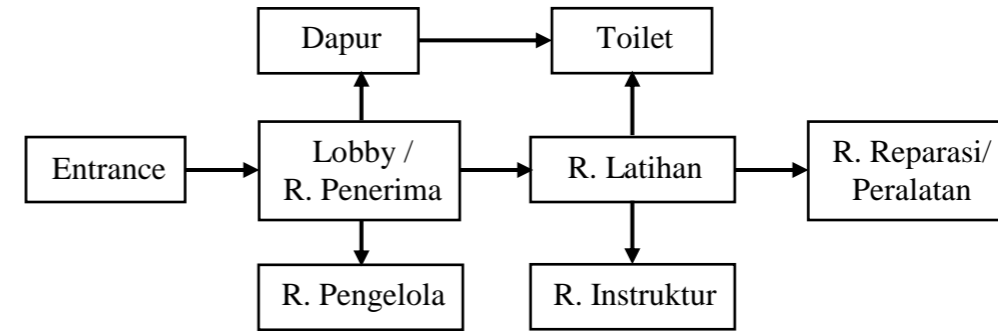 Dapur
Toilet
Entrance
Lobby /
R. Penerima
R. Latihan
R. Reparasi/
Peralatan
R. Pengelola
R. Instruktur